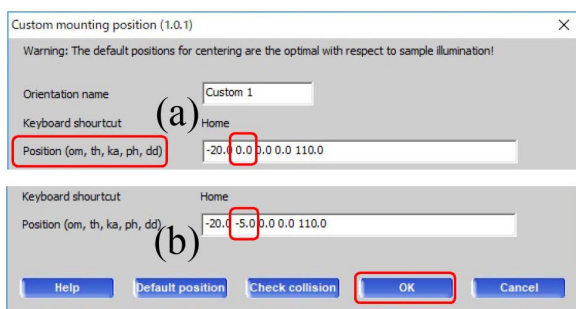 Custom mounting position (1.0.1)
Warning: The default positions for centering are the optimal with respect to sample illumination!
Orientation name Custom 1
(a)
Keyboard shourtcut Home
Position (om, th, ka, ph, dd) -20.0 0.0 0.0 0.0 110.0
Keyboard shourtcut Home
Position (om, th, ka, ph, dd) -20.0 -5.0 0.0 0.0 110.0
(b)
Help Default position Check collision OK Cancel